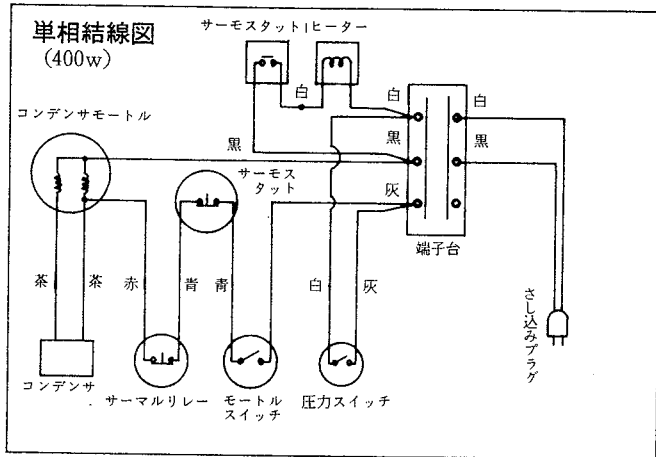 単相結線図
(400w)
サーモスタット
ヒーター
コンデンサモートル
白
白
白
黒
黒
黒
サーモス
タット
灰
端子台
茶
茶
赤
青
青
白
灰
さし込みプラグ
コンデンサ
サーマルリレー
モートル
スイッチ
圧力スイッチ